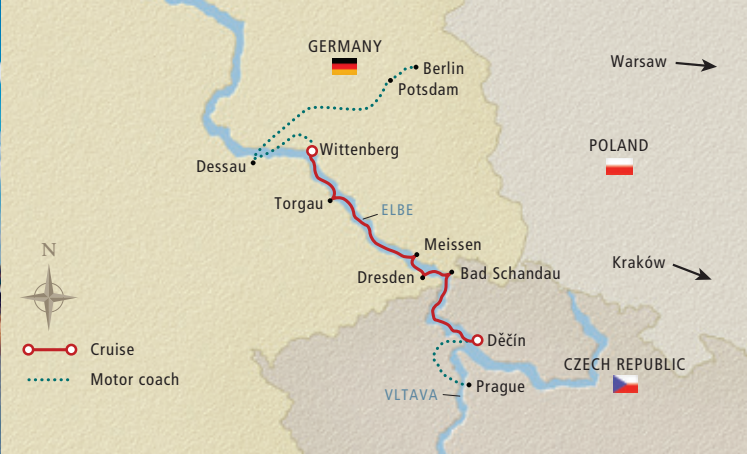 GERMANY
Berlin
Potsdam
Warsaw
POLAND
Wittenberg
Dessau
Torgau
ELBE
Meissen
Kraków
Dresden
Bad Schandau
N
Děčín
Cruise
CZECH REPUBLIC
Motor coach
VLTAVA
Prague